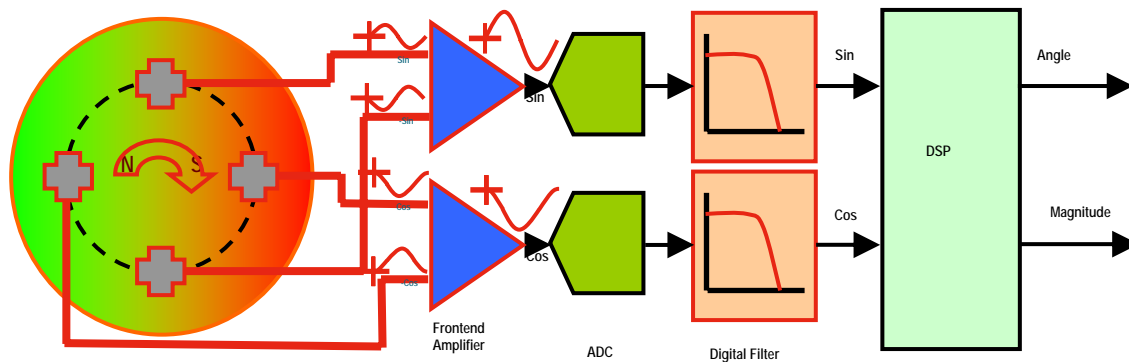 N S
Sin
-Sin
Cos
-Cos
Sin
Cos
Frontend
Amplifier
ADC
Digital Filter
Sin
Cos
DSP
Angle
Magnitude